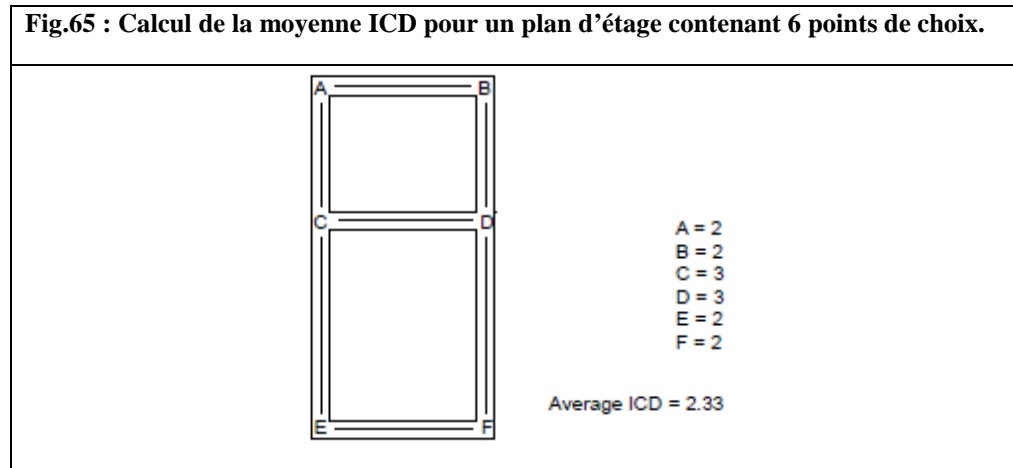 Fig.65 : Calcul de la moyenne ICD pour un plan d’étage contenant 6 points de choix.
A B
C D
E F
A = 2
B = 2
C = 3
D = 3
E = 2
F = 2
Average ICD = 2.33